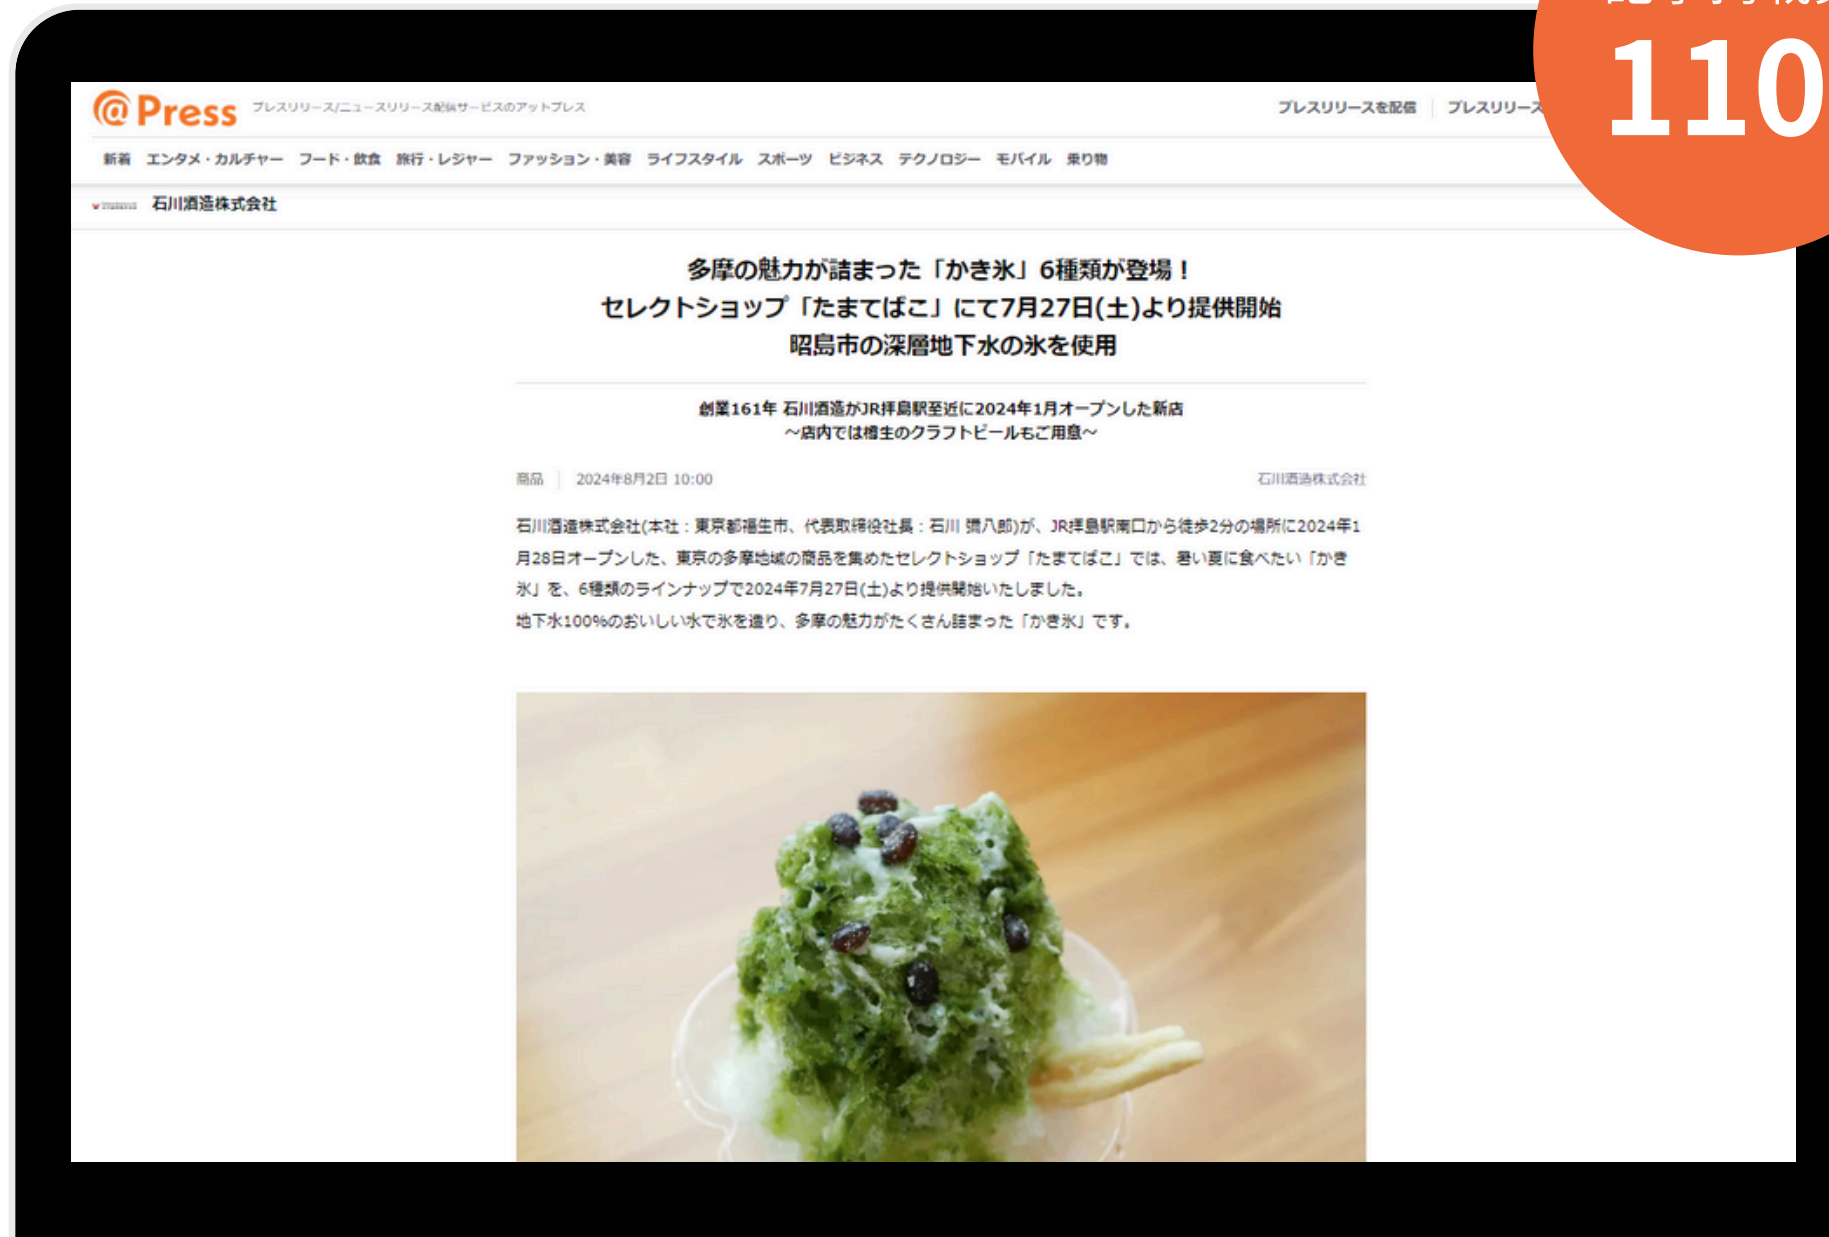 110
@Press プレスリリース/ニュースリリース配信サービスのアットプレス
プレスリリースを配信 プレスリリース
新着 エンタメ・カルチャー フード・飲食 旅行・レジャー ファッション・美容 ライフスタイル スポーツ ビジネス テクノロジー モバイル 乗り物
石川酒造株式会社
多摩の魅力が詰まった「かき氷」6種類が登場！
セレクトショップ「たまてばこ」にて7月27日(土)より提供開始
昭島市の深層地下水の氷を使用
創業161年 石川酒造がJR拝島駅至近に2024年1月オープンした新店
～店内では樽生のクラフトビールもご用意～
商品 2024年8月2日 10:00 石川酒造株式会社
石川酒造株式会社(本社：東京都福生市、代表取締役社長：石川 彌八郎)が、JR拝島駅南口から徒歩2分の場所に2024年1
月28日オープンした、東京の多摩地域の商品を集めたセレクトショップ「たまてばこ」では、暑い夏に食べたい「かき
氷」を、6種類のラインナップで2024年7月27日(土)より提供開始いたしました。
地下水100%のおいしい水で氷を造り、多摩の魅力がたくさん詰まった「かき氷」です。